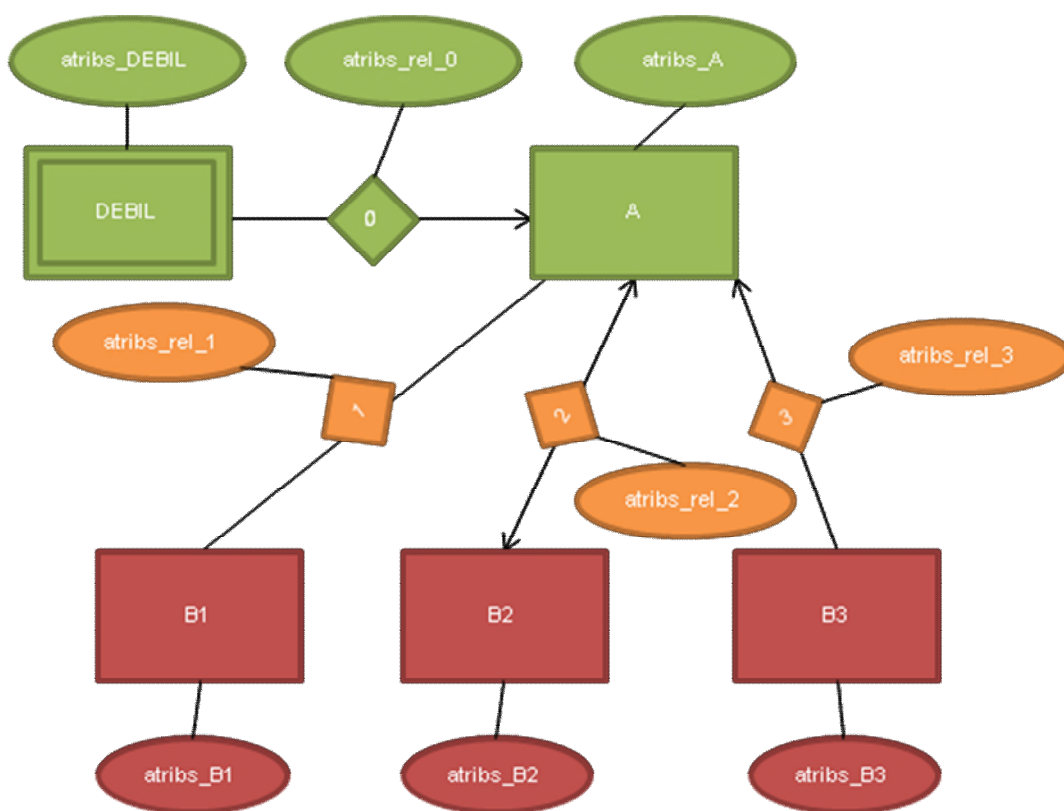 atribs_DEBIL
atribs_rel_0
atribs_A
DEBIL
0
A
atribs_rel_1
atribs_rel_3
1
2
3
atribs_rel_2
B1
B2
B3
atribs_B1
atribs_B2
atribs_B3